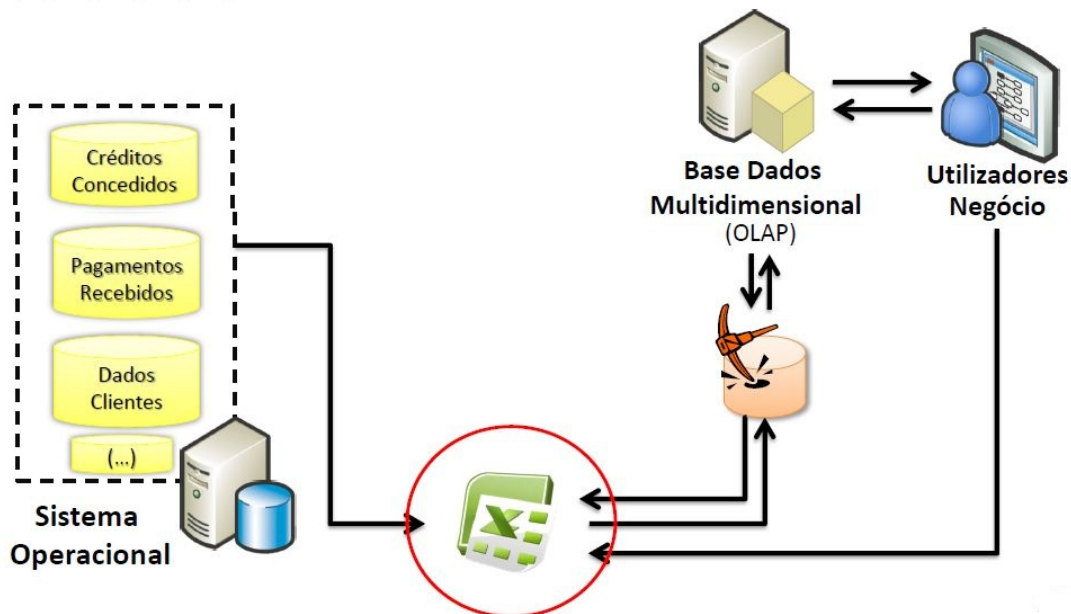 Créditos
Concedidos
Pagamentos
Recebidos
Dados
Clientes
(...)
Sistema
Operacional
Base Dados
Multidimensional
(OLAP)
Utilizadores
Negócio